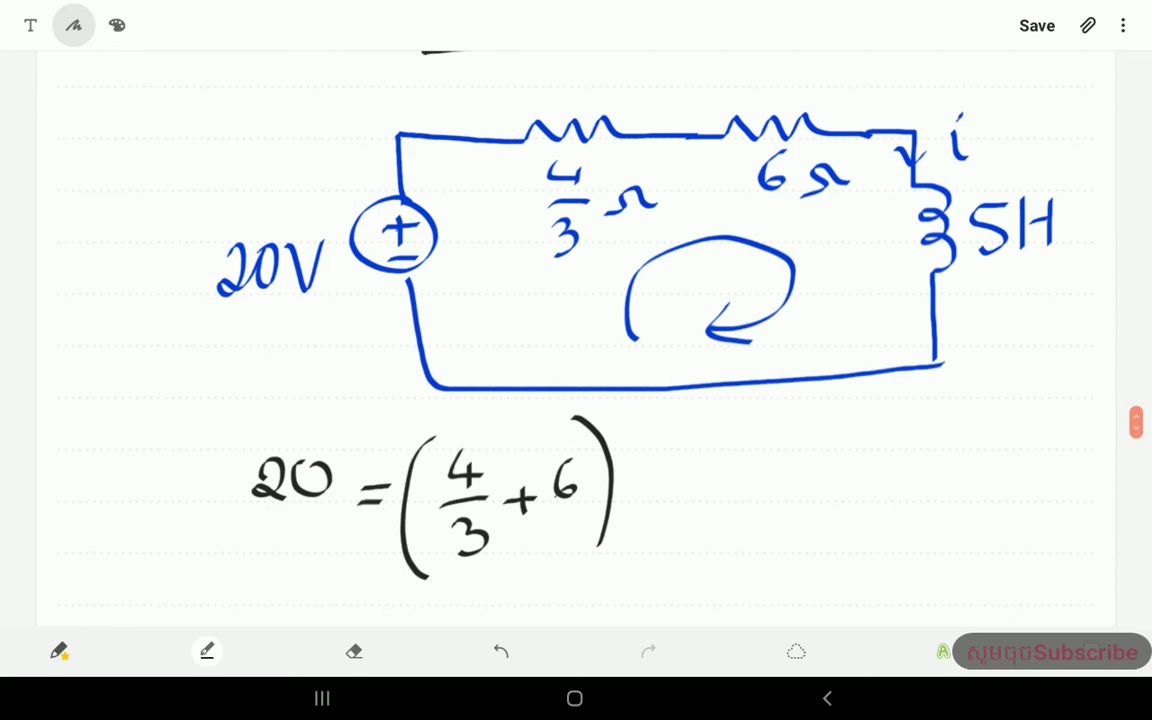 T
Save
i
4/3 Ω
6 Ω
20V
+
−
5H
20 = (4/3 + 6)
A
សូមចុចSubscribe